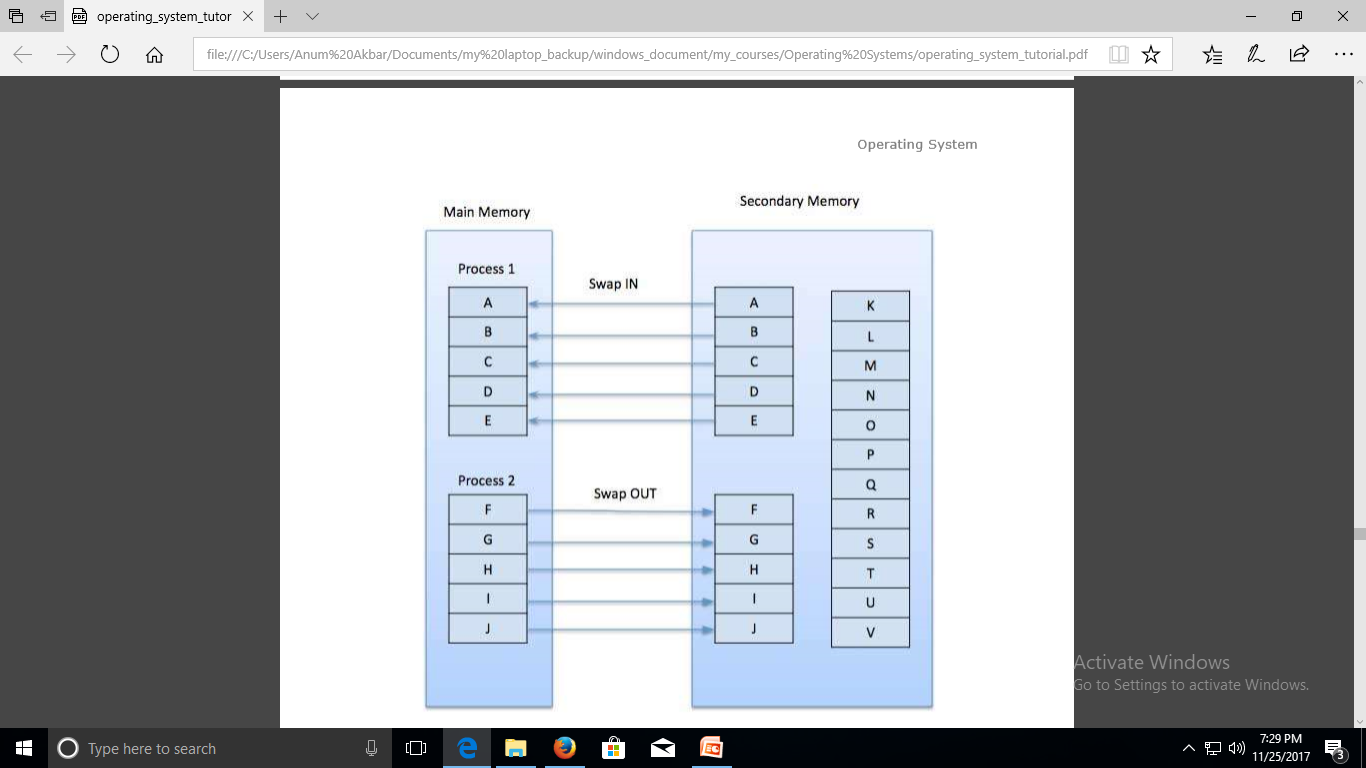 operating_system_tutor
file:///C:/Users/Anum%20Akbar/Documents/my%20laptop_backup/windows_document/my_courses/Operating%20Systems/operating_system_tutorial.pdf
Operating System
Main Memory
Secondary Memory
Process 1
Swap IN
A
B
C
D
E
Process 2
Swap OUT
F
G
H
I
J
A
B
C
D
E
F
G
H
I
J
K
L
M
N
O
P
Q
R
S
T
U
V
Activate Windows
Go to Settings to activate Windows.
Type here to search
7:29 PM
11/25/2017
3